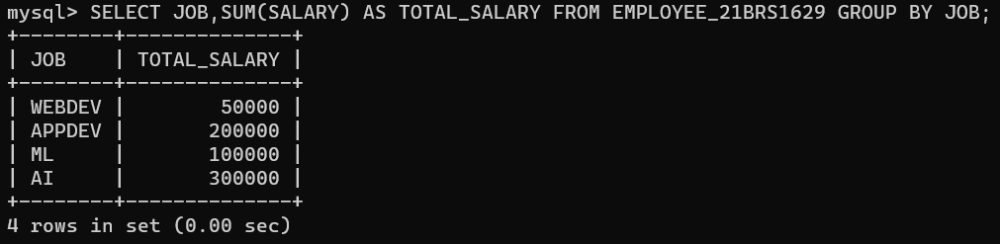 mysql> SELECT JOB,SUM(SALARY) AS TOTAL_SALARY FROM EMPLOYEE_21BRS1629 GROUP BY JOB;
+--------+--------------+
| JOB    | TOTAL_SALARY |
+--------+--------------+
| WEBDEV |        50000 |
| APPDEV |       200000 |
| ML     |       100000 |
| AI     |       300000 |
+--------+--------------+
4 rows in set (0.00 sec)